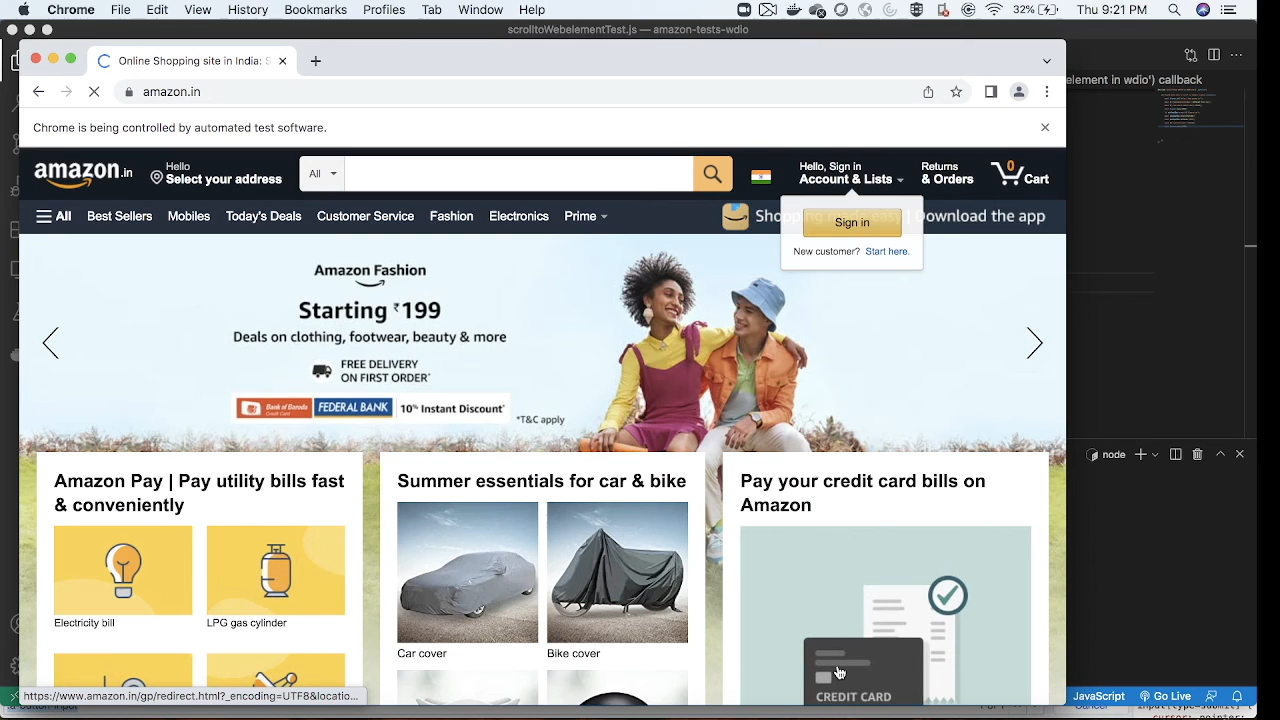 Chrome File Edit View History Bookmarks Profiles Tab Window Help 32% Thu 9:21 PM
scrolltoWebelementTest.js — amazon-tests-wdio
Online Shopping site in India: S
element in wdio') callback
amazon.in
Chrome is being controlled by automated test software.
amazon.in
Hello
Select your address
All
Hello, Sign in
Account & Lists
Returns
& Orders
0
Cart
All Best Sellers Mobiles Today's Deals Customer Service Fashion Electronics Prime
Download the app
Sign in
New customer? Start here.
Amazon Fashion
Starting ₹199
Deals on clothing, footwear, beauty & more
FREE DELIVERY
ON FIRST ORDER*
Bank of Baroda
Credit Card
FEDERAL BANK
10% Instant Discount*
*T&C apply
node
Amazon Pay | Pay utility bills fast
& conveniently
Electricity bill
LPG gas cylinder
Summer essentials for car & bike
Car cover
Bike cover
Pay your credit card bills on
Amazon
CREDIT CARD
https://www.amazon.in/gp/redirect.html?_encoding=UTF8&locatio...
JavaScript
Go Live